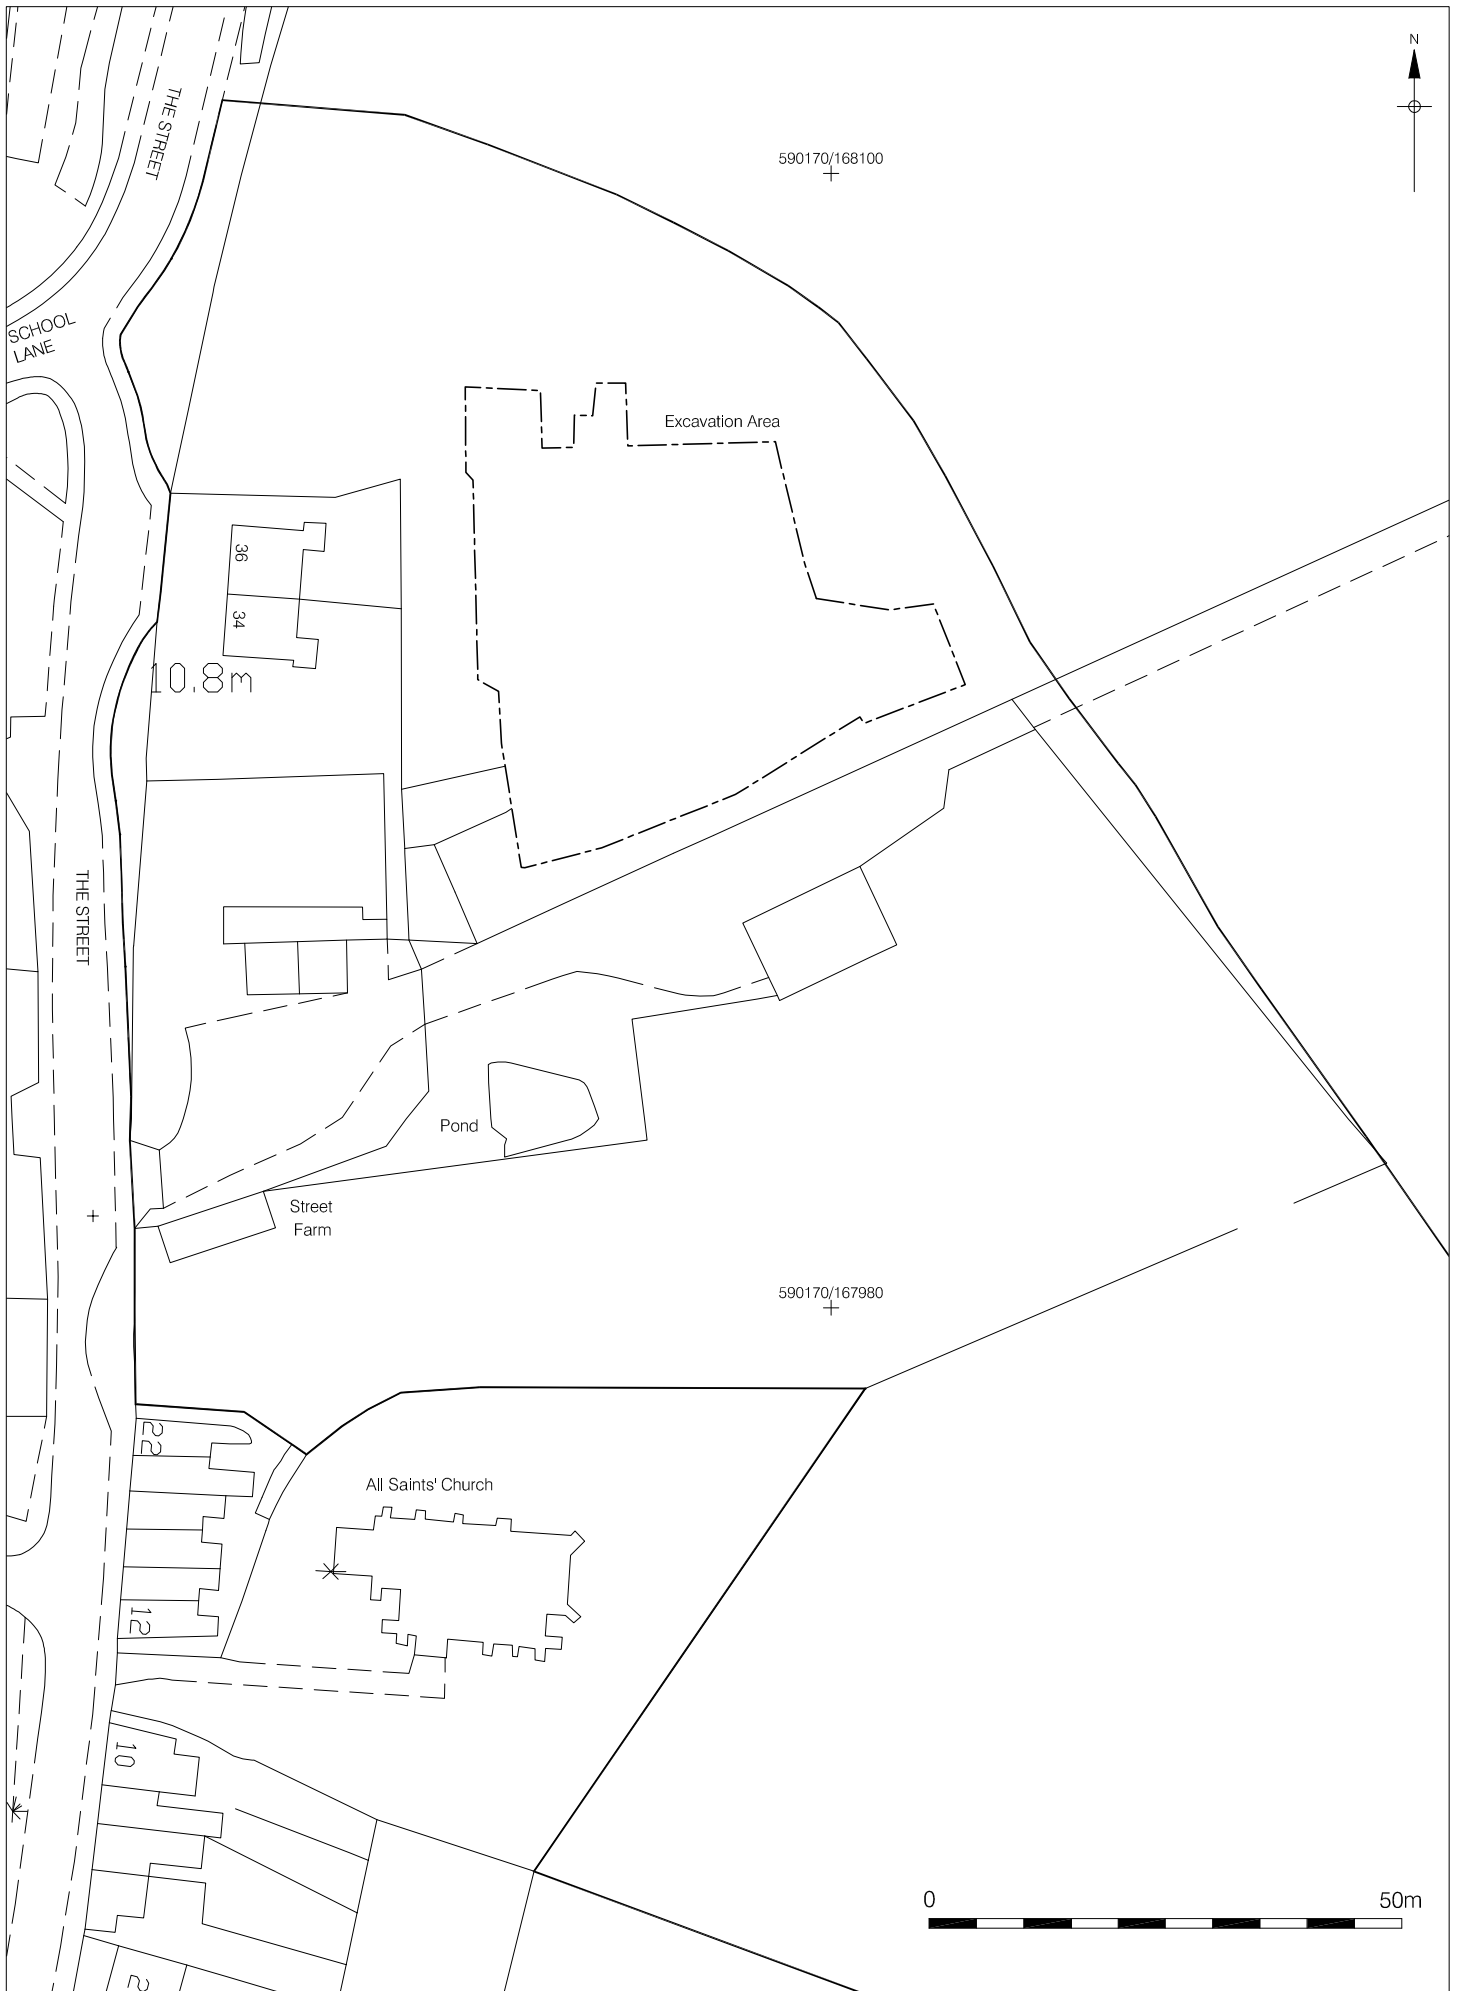 N
THE STREET
590170/168100
SCHOOL
LANE
Excavation Area
36
34
10.8m
THE STREET
Pond
Street
Farm
590170/167980
22
All Saints' Church
12
10
0
50m
2